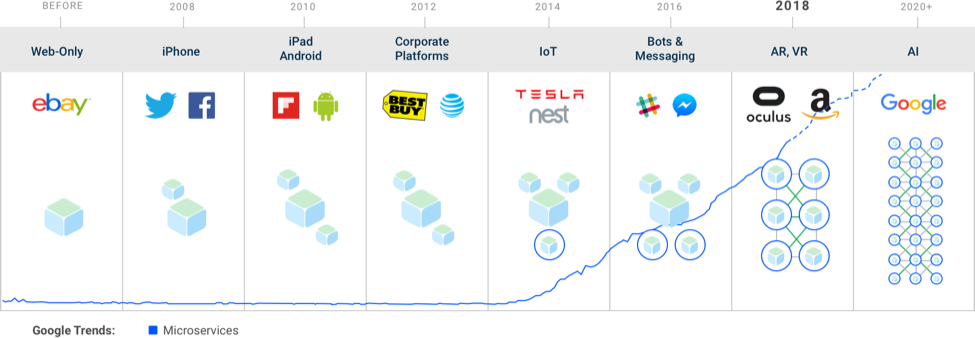 BEFORE
2008
2010
2012
2014
2016
2018
2020+
Web-Only
iPhone
iPad
Android
Corporate
Platforms
IoT
Bots &
Messaging
AR, VR
AI
ebay
BEST
BUY
TESLA
nest
oculus
a
Google
Google Trends:
Microservices